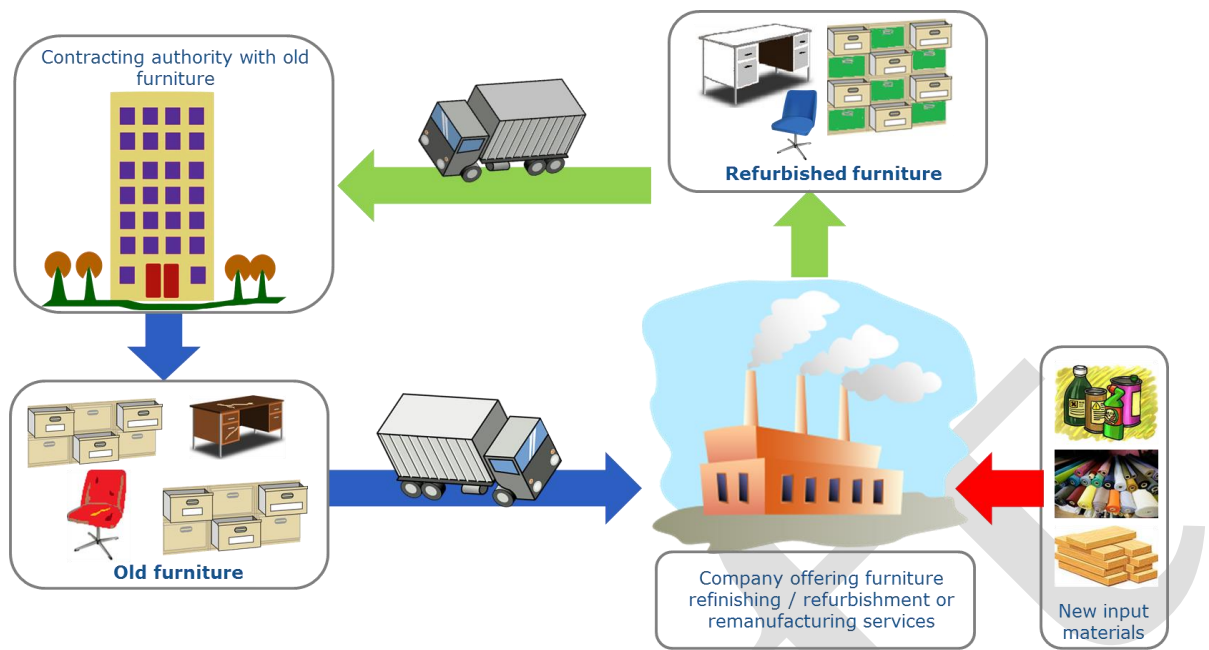 Contracting authority with old
furniture
Refurbished furniture
Old furniture
Company offering furniture
refinishing / refurbishment or
remanufacturing services
New input
materials